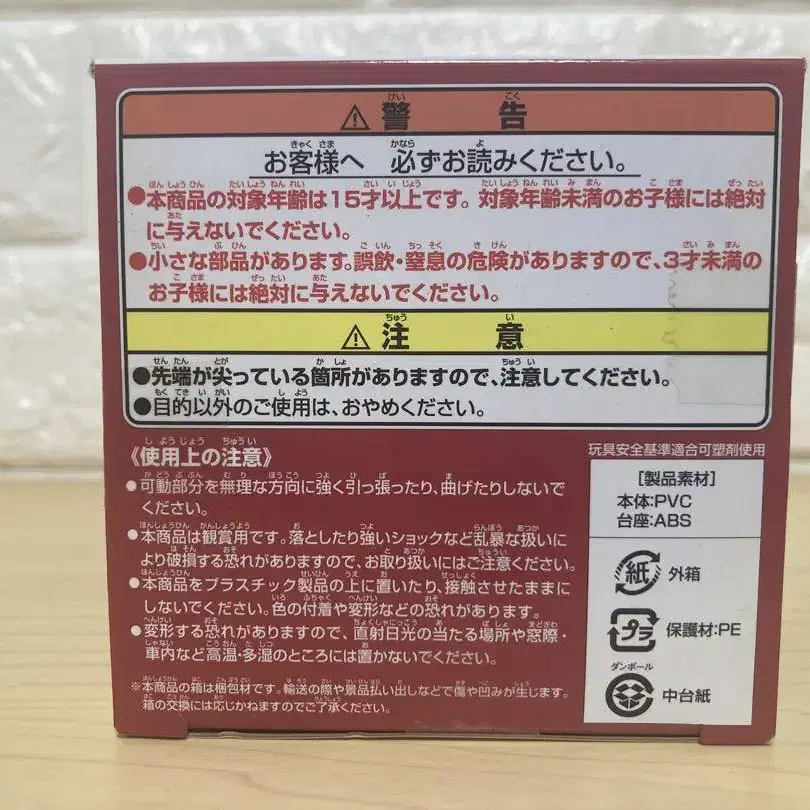 ⚠警告
お客様へ 必ずお読みください。
●本商品の対象年齢は15才以上です。対象年齢未満のお子様には絶対
に与えないでください。
●小さな部品があります。誤飲・窒息の危険がありますので、3才未満の
お子様には絶対に与えないでください。
⚠注意
●先端が尖っている箇所がありますので、注意してください。
●目的以外のご使用は、おやめください。
《使用上の注意》
●可動部分を無理な方向に強く引っ張ったり、曲げたりしないで
ください。
●本商品は観賞用です。落としたり強いショックなど乱暴な扱いに
より破損する恐れがありますので、お取り扱いにはご注意ください。
●本商品をプラスチック製品の上に置いたり、接触させたままに
しないでください。色の付着や変形などの恐れがあります。
●変形する恐れがありますので、直射日光の当たる場所や窓際・
車内など高温・多湿のところには置かないでください。
※本商品の箱は梱包材です。輸送の際や景品払い出しなどで傷や凹みが生じます。
箱の交換には応じかねますのでご了承ください。
玩具安全基準適合可塑剤使用
[製品素材]
本体:PVC
台座:ABS
紙 外箱
プラ 保護材:PE
ダンボール
中台紙